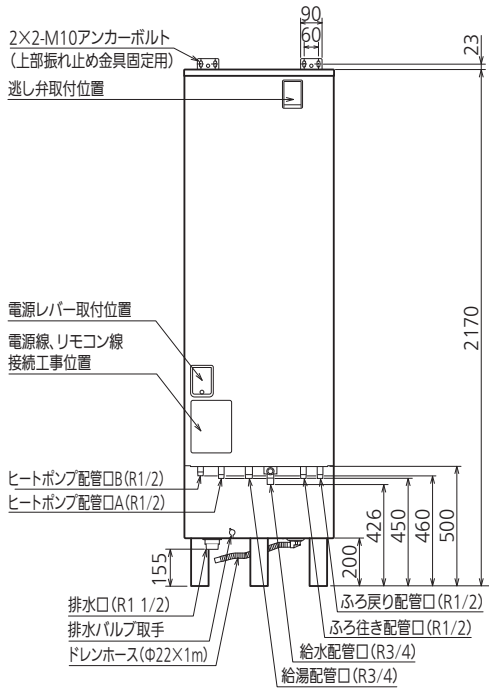 90
60
23
2×2-M10アンカーボルト
(上部振れ止め金具固定用)
逃し弁取付位置
2170
電源レバー取付位置
電源線、リモコン線
接続工事位置
ヒートポンプ配管口B(R1/2)
ヒートポンプ配管口A(R1/2)
426
450
460
500
155
200
排水口(R1 1/2)
排水バルブ取手
ドレンホース(Φ22×1m)
ふろ戻り配管口(R1/2)
ふろ往き配管口(R1/2)
給水配管口(R3/4)
給湯配管口(R3/4)